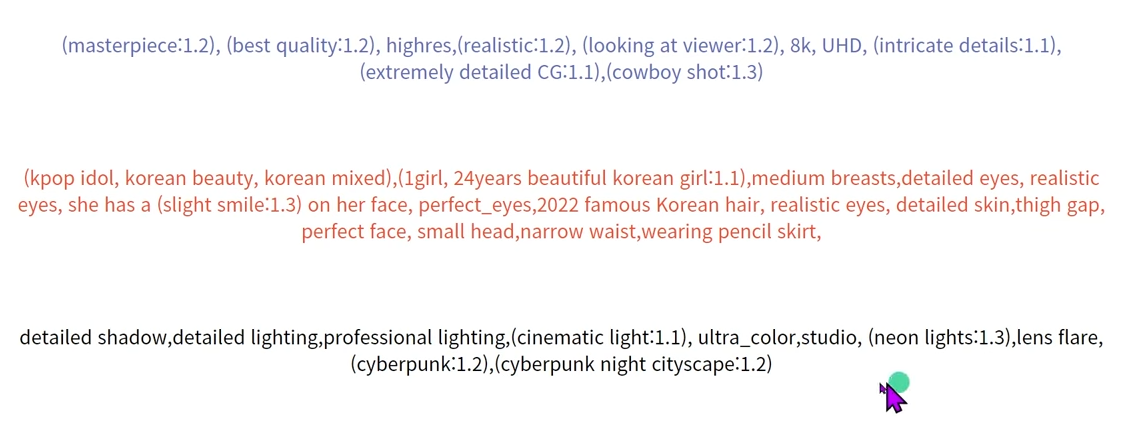 (masterpiece:1.2), (best quality:1.2), highres,(realistic:1.2), (looking at viewer:1.2), 8k, UHD, (intricate details:1.1),
(extremely detailed CG:1.1),(cowboy shot:1.3)
(kpop idol, korean beauty, korean mixed),(1girl, 24years beautiful korean girl:1.1),medium breasts,detailed eyes, realistic
eyes, she has a (slight smile:1.3) on her face, perfect_eyes,2022 famous Korean hair, realistic eyes, detailed skin,thigh gap,
perfect face, small head,narrow waist,wearing pencil skirt,
detailed shadow,detailed lighting,professional lighting,(cinematic light:1.1), ultra_color,studio, (neon lights:1.3),lens flare,
(cyberpunk:1.2),(cyberpunk night cityscape:1.2)